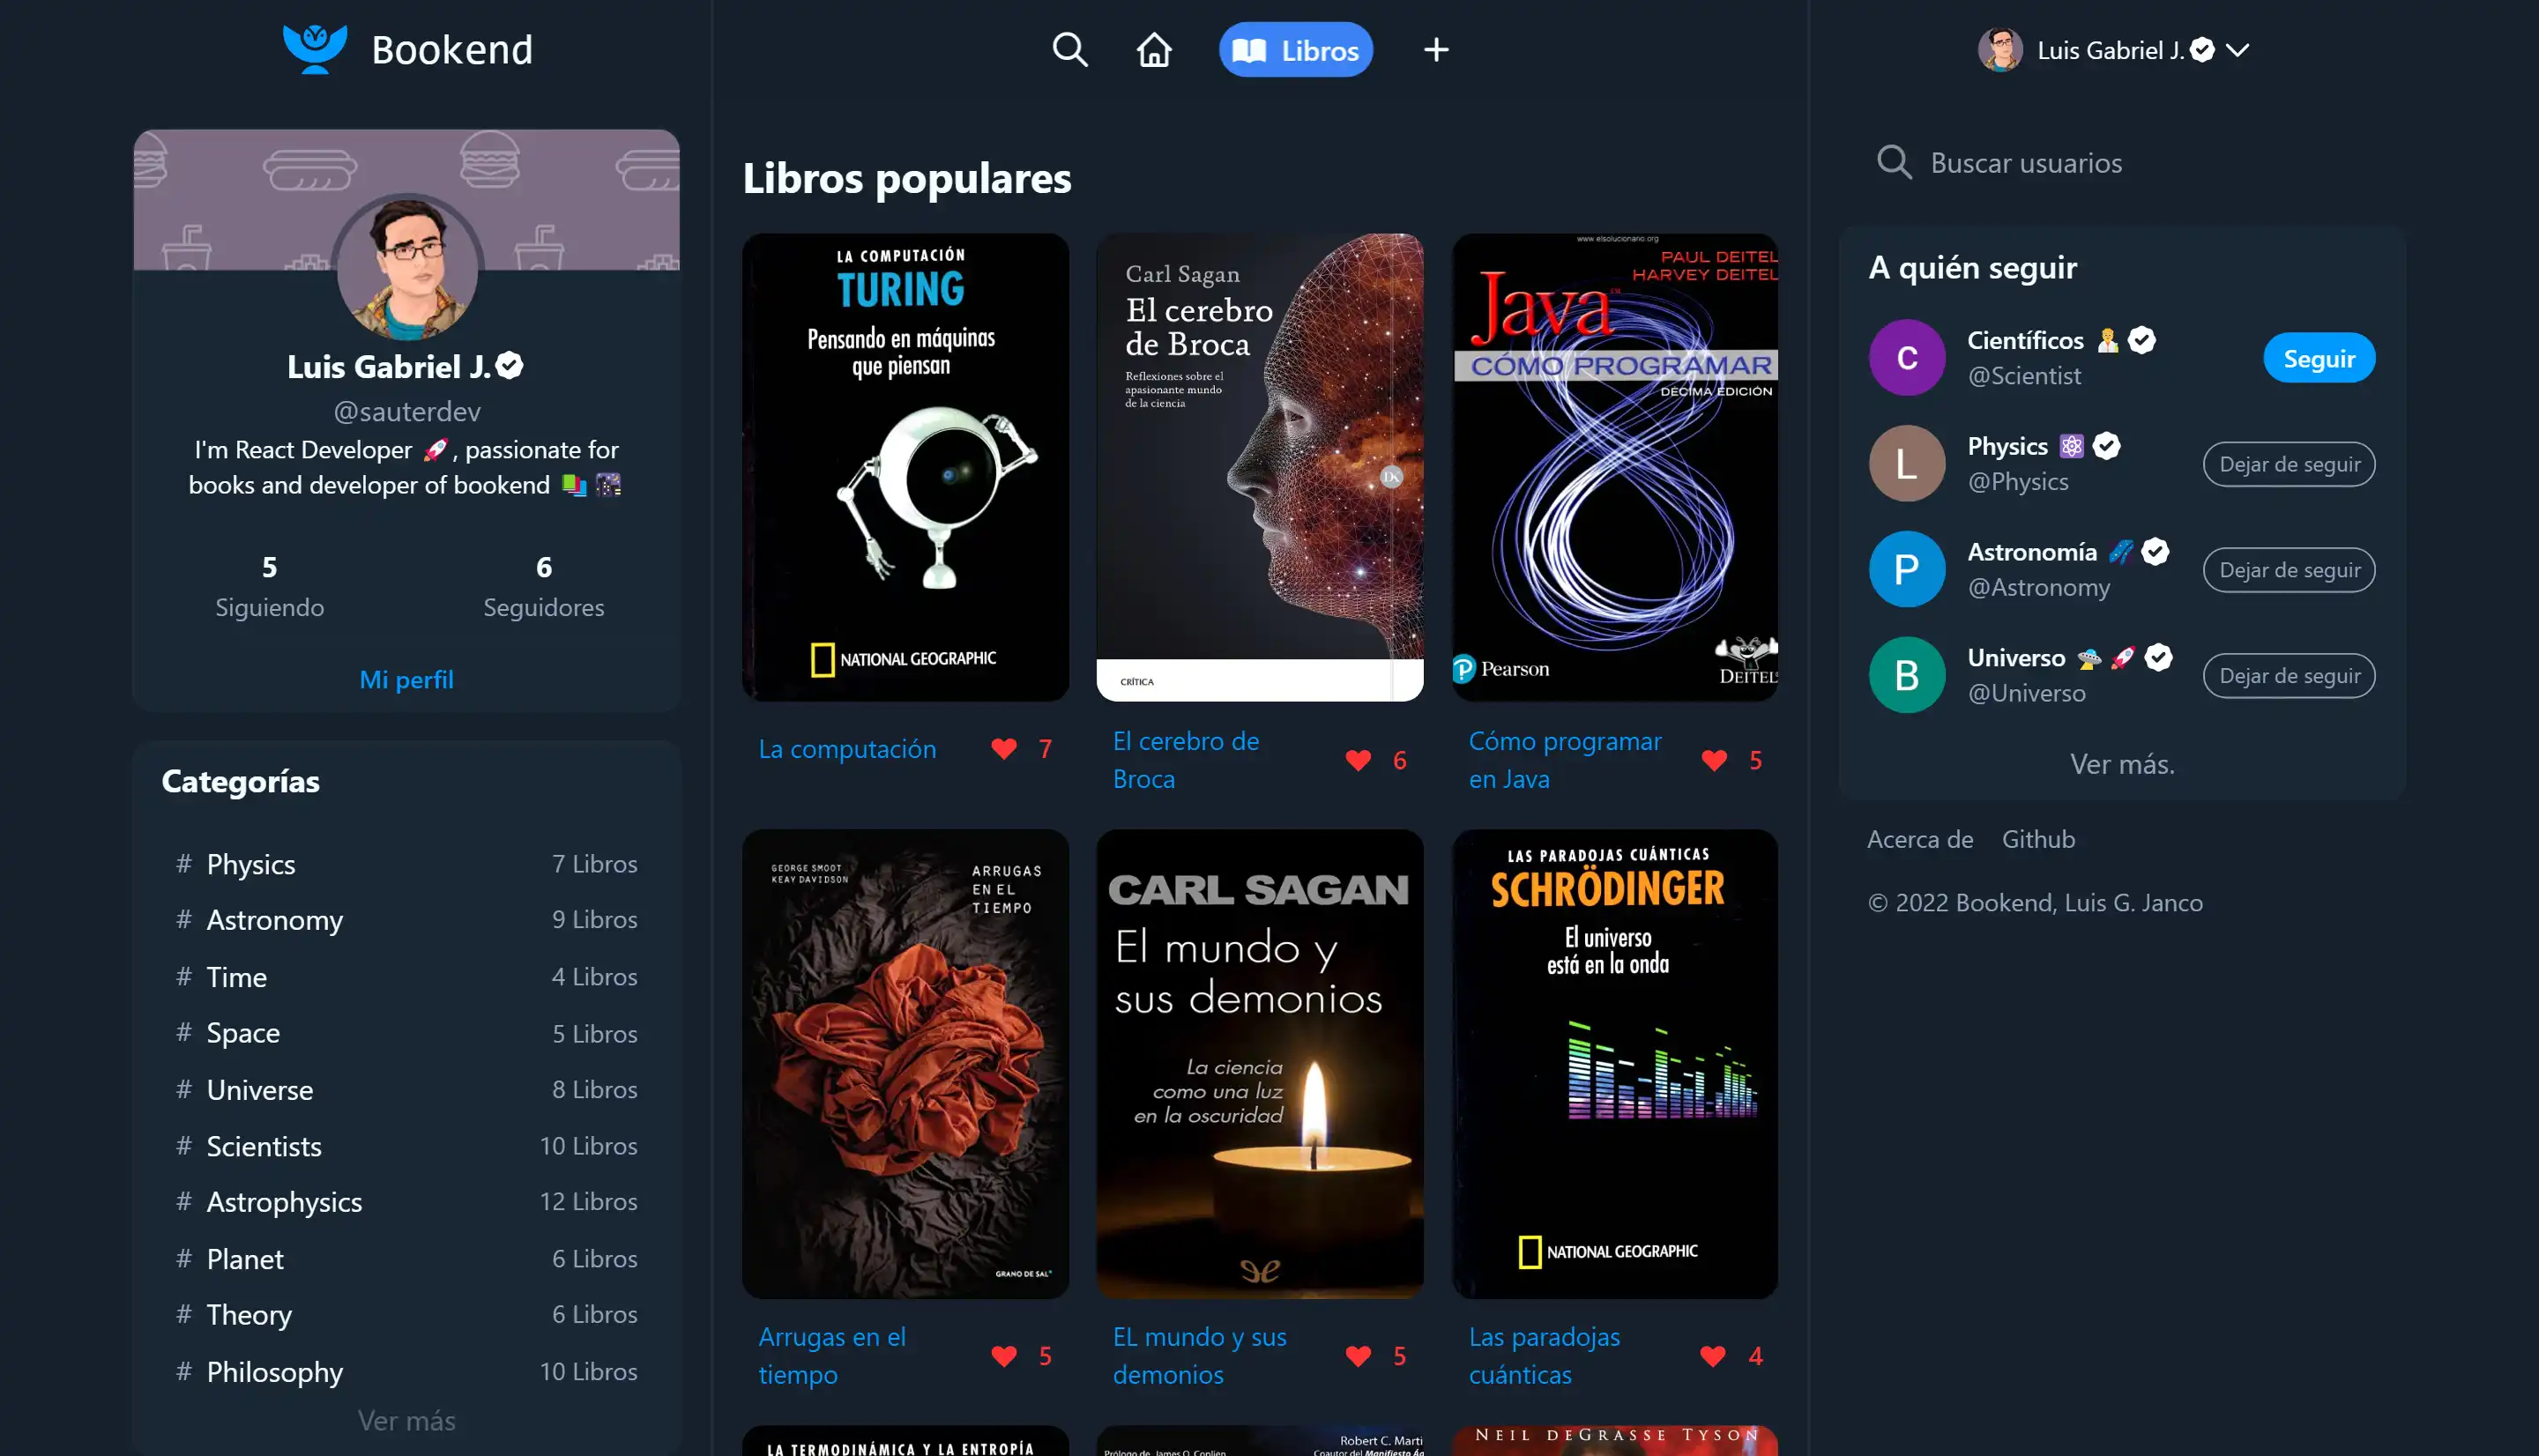 Bookend
Libros
Luis Gabriel J.
Luis Gabriel J.
@sauterdev
I'm React Developer 🚀, passionate for
books and developer of bookend
5
Siguiendo
6
Seguidores
Mi perfil
Categorías
# Physics 7 Libros
# Astronomy 9 Libros
# Time 4 Libros
# Space 5 Libros
# Universe 8 Libros
# Scientists 10 Libros
# Astrophysics 12 Libros
# Planet 6 Libros
# Theory 6 Libros
# Philosophy 10 Libros
Ver más
Libros populares
LA COMPUTACIÓN
TURING
Pensando en máquinas
que piensan
NATIONAL GEOGRAPHIC
La computación
7
Carl Sagan
El cerebro
de Broca
Reflexiones sobre el
apasionante mundo
de la ciencia
CRÍTICA
El cerebro de
Broca
6
www.elsolucionario.org
PAUL DEITEL
HARVEY DEITEL
Java
CÓMO PROGRAMAR
DÉCIMA EDICIÓN
8
Pearson
DEITEL
Cómo programar
en Java
5
GEORGE SMOOT
KEAY DAVIDSON
ARRUGAS
EN EL
TIEMPO
GRANO DE SAL
Arrugas en el
tiempo
5
CARL SAGAN
El mundo y
sus demonios
La ciencia
como una luz
en la oscuridad
EL mundo y sus
demonios
5
LAS PARADOJAS CUÁNTICAS
SCHRÖDINGER
El universo
está en la onda
NATIONAL GEOGRAPHIC
Las paradojas
cuánticas
4
LA TERMODINÁMICA Y LA ENTROPÍA
Robert C. Marti
NEIL DEGRASSE TYSON
Buscar usuarios
A quién seguir
C
Científicos
@Scientist
Seguir
L
Physics
@Physics
Dejar de seguir
P
Astronomía
@Astronomy
Dejar de seguir
B
Universo
@Universo
Dejar de seguir
Ver más.
Acerca de
Github
© 2022 Bookend, Luis G. Janco